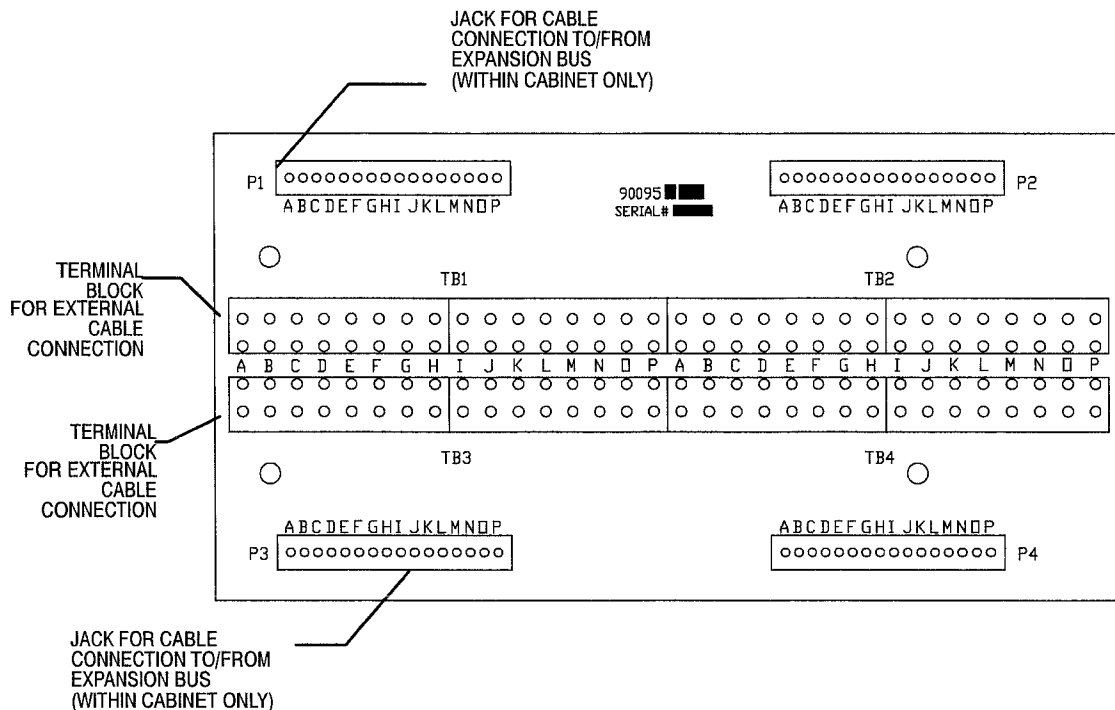 JACK FOR CABLE
CONNECTION TO/FROM
EXPANSION BUS
(WITHIN CABINET ONLY)
P1
ABCDEFGHIJKLMNOP
90095
SERIAL#
P2
ABCDEFGHIJKLMNOP
TERMINAL
BLOCK
FOR EXTERNAL
CABLE
CONNECTION
TB1
TB2
A B C D E F G H I J K L M N O P A B C D E F G H I J K L M N O P
TERMINAL
BLOCK
FOR EXTERNAL
CABLE
CONNECTION
TB3
TB4
ABCDEFGHIJKLMNOP
P3
ABCDEFGHIJKLMNOP
P4
JACK FOR CABLE
CONNECTION TO/FROM
EXPANSION BUS
(WITHIN CABINET ONLY)